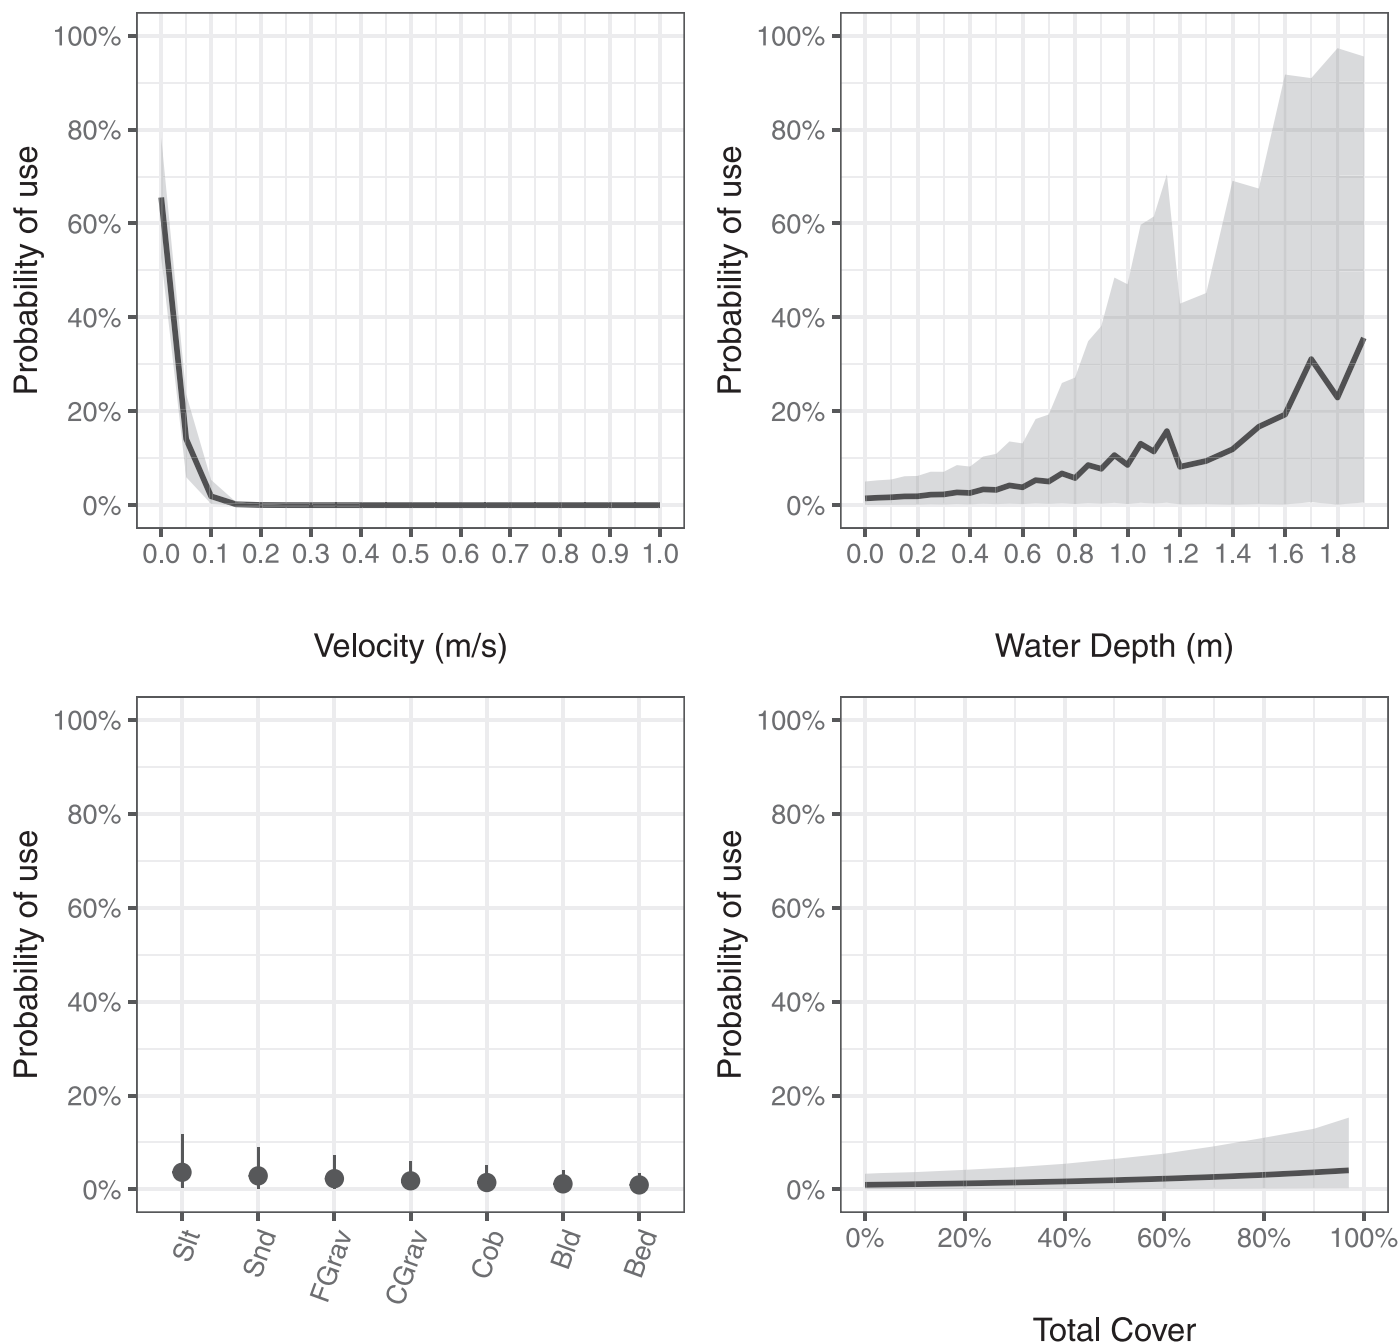 100%
80%
60%
40%
20%
0%
Probability of use
0.0 0.1 0.2 0.3 0.4 0.5 0.6 0.7 0.8 0.9 1.0
Velocity (m/s)
100%
80%
60%
40%
20%
0%
Probability of use
0.0 0.2 0.4 0.6 0.8 1.0 1.2 1.4 1.6 1.8
Water Depth (m)
100%
80%
60%
40%
20%
0%
Probability of use
Slt Snd FGrav CGrav Cob Bld Bed
100%
80%
60%
40%
20%
0%
Probability of use
0% 20% 40% 60% 80% 100%
Total Cover